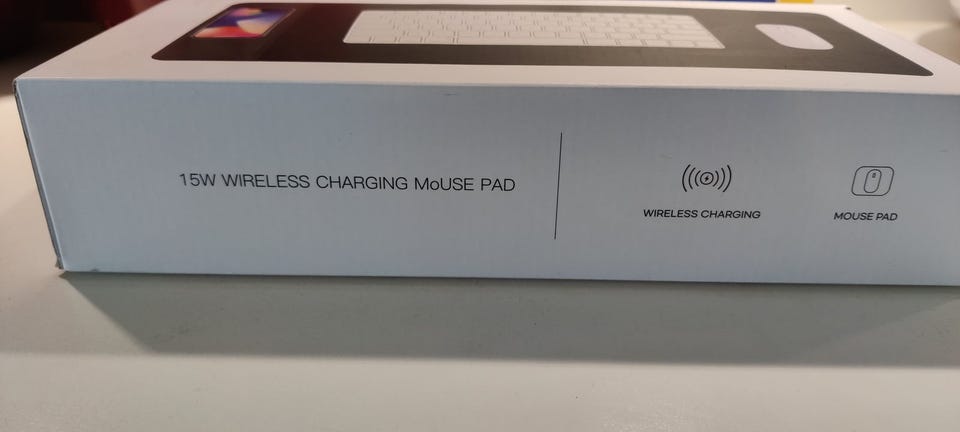 15W WIRELESS CHARGING MoUSE PAD
WIRELESS CHARGING
MOUSE PAD